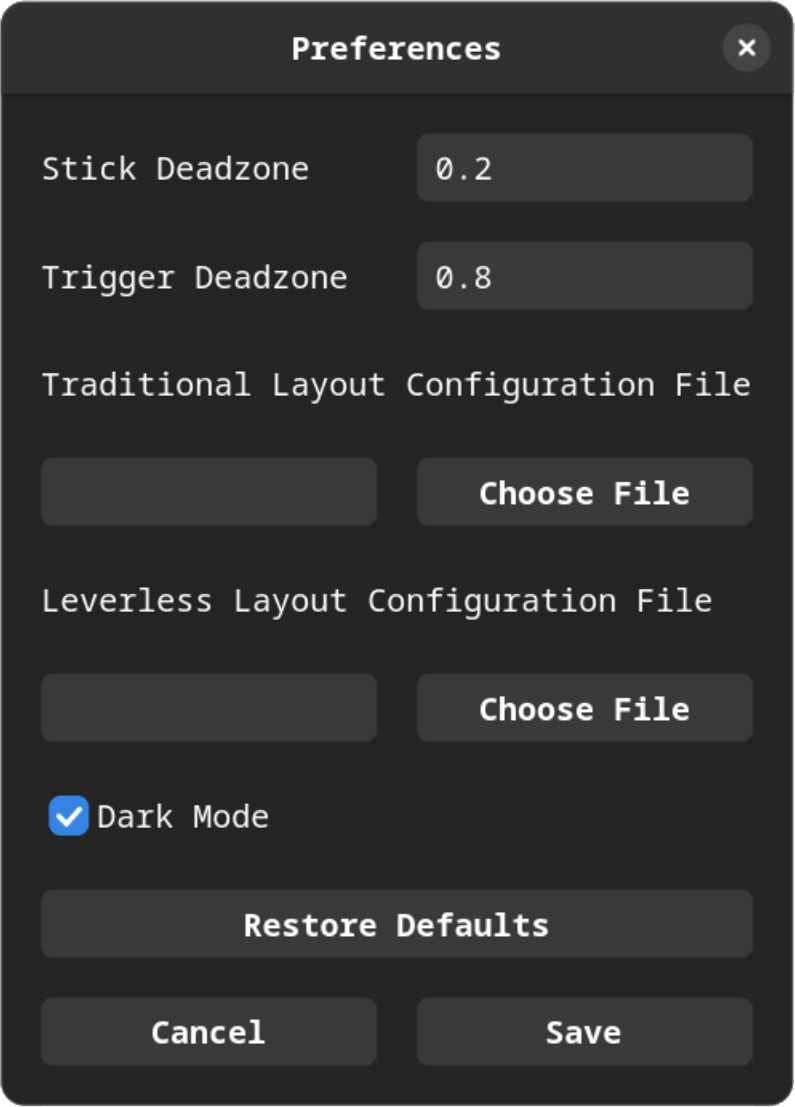 Preferences
Stick Deadzone 0.2
Trigger Deadzone 0.8
Traditional Layout Configuration File
Choose File
Leverless Layout Configuration File
Choose File
Dark Mode
Restore Defaults
Cancel Save